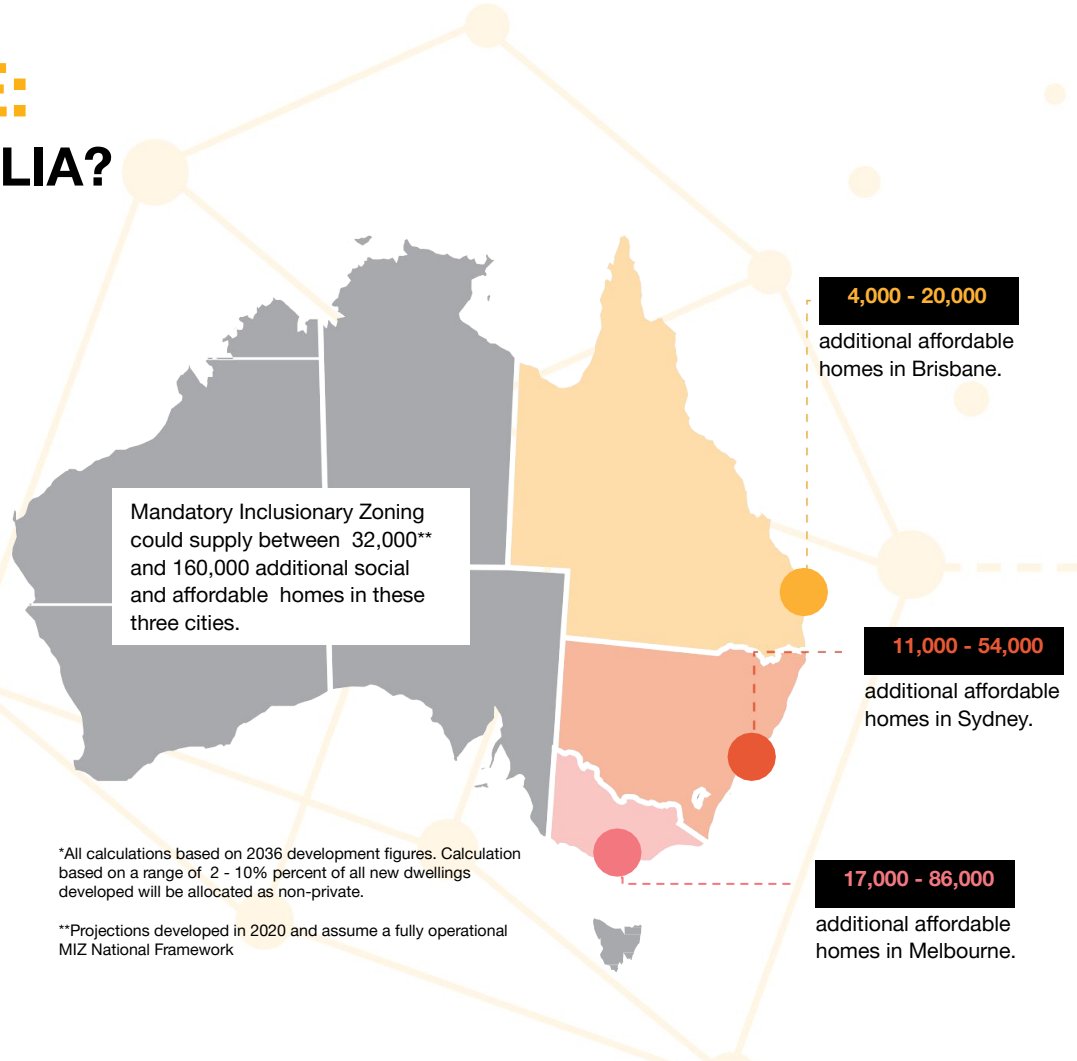 E:
LIA?
4,000 - 20,000
additional affordable
homes in Brisbane.
Mandatory Inclusionary Zoning
could supply between 32,000**
and 160,000 additional social
and affordable homes in these
three cities.
11,000 - 54,000
additional affordable
homes in Sydney.
*All calculations based on 2036 development figures. Calculation
based on a range of 2 - 10% percent of all new dwellings
developed will be allocated as non-private.
**Projections developed in 2020 and assume a fully operational
MIZ National Framework
17,000 - 86,000
additional affordable
homes in Melbourne.